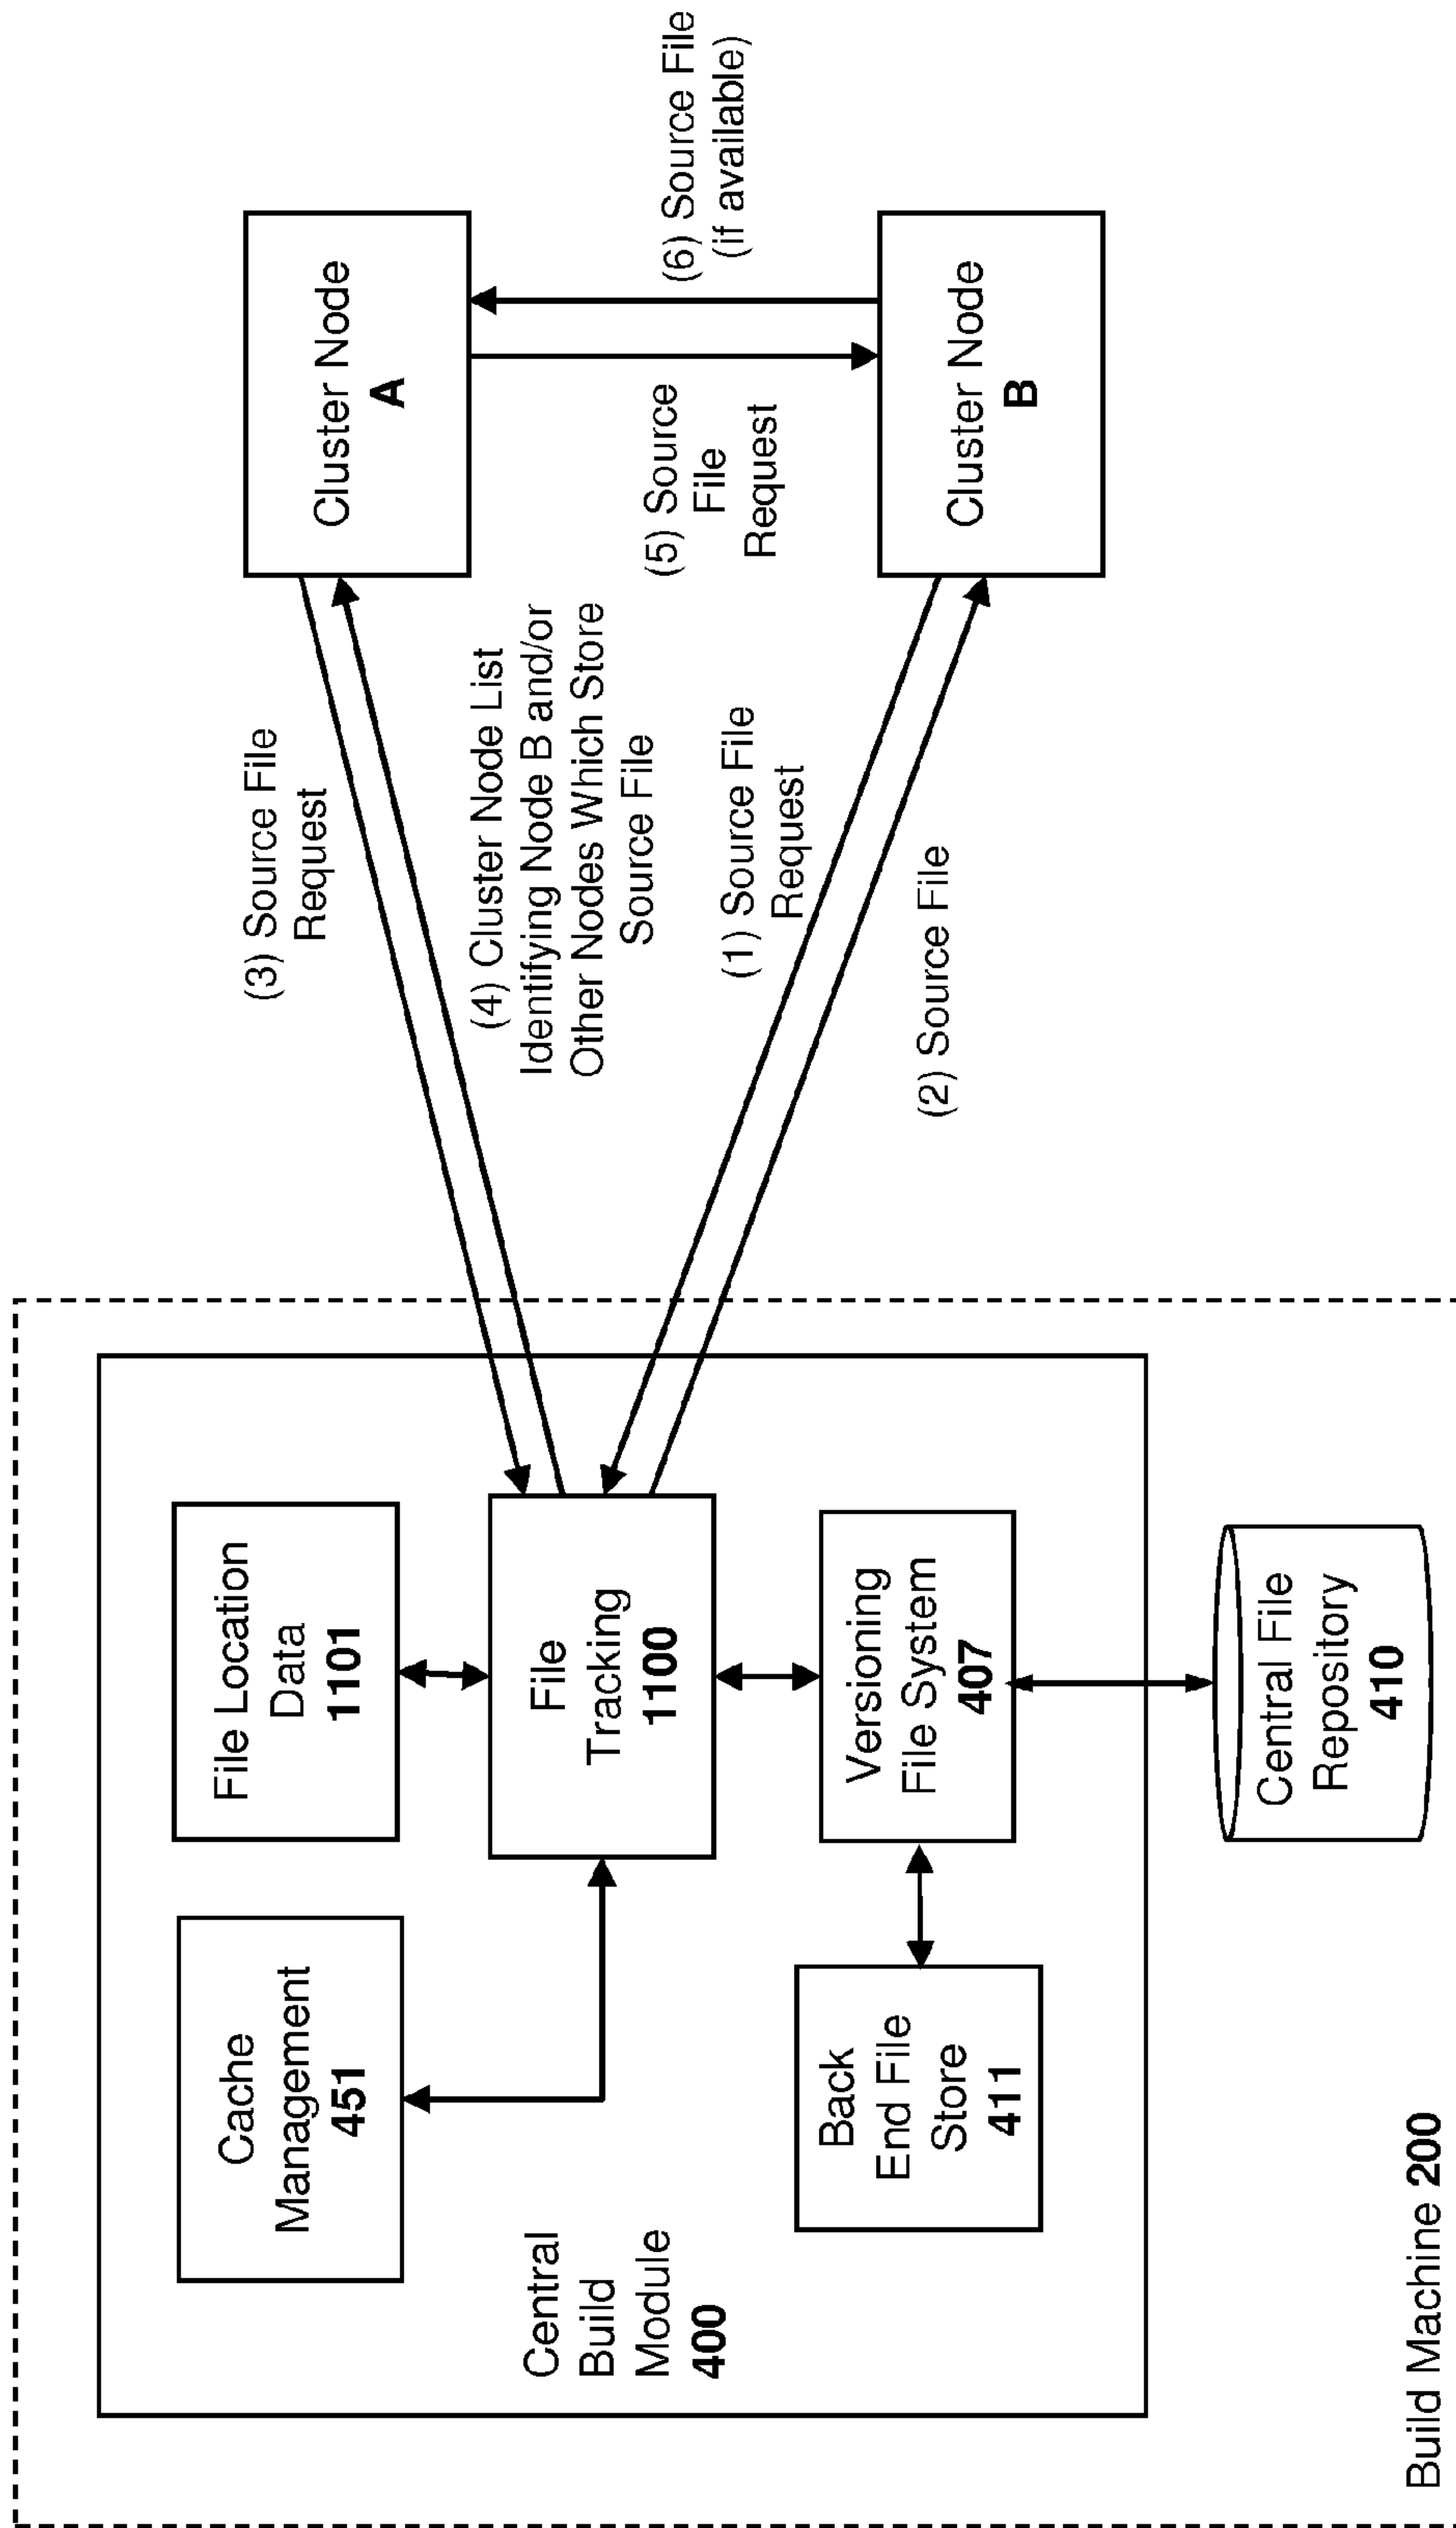 Cache
Management
451
File Location
Data
1101
Central
Build
Module
400
File
Tracking
1100
Back
End File
Store
411
Versioning
File System
407
Central File
Repository
410
Build Machine 200
(3) Source File
Request
(4) Cluster Node List
Identifying Node B and/or
Other Nodes Which Store
Source File
(1) Source File
Request
(2) Source File
Cluster Node
A
(5) Source
File
Request
(6) Source File
(if available)
Cluster Node
B